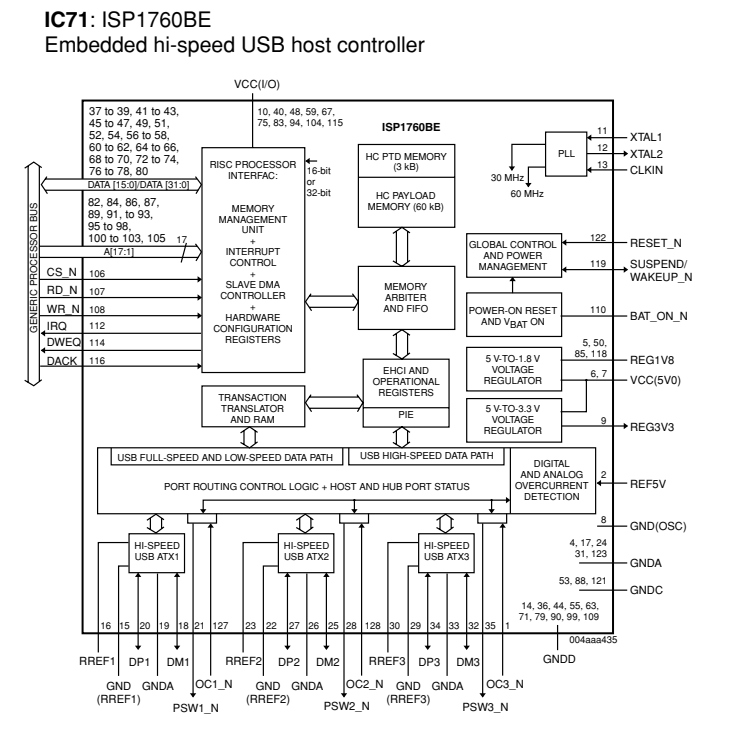 IC71: ISP1760BE
Embedded hi-speed USB host controller
VCC(I/O)
37 to 39, 41 to 43,
45 to 47, 49, 51,
52, 54, 56 to 58,
60 to 62, 64 to 66,
68 to 70, 72 to 74,
76 to 78, 80
DATA [15:0]/DATA [31:0]
82, 84, 86, 87,
89, 91, to 93,
95 to 98,
100 to 103, 105
17
A[17:1]
GENERIC PROCESSOR BUS
CS_N 106
RD_N 107
WR_N 108
IRQ 112
DWEQ 114
DACK 116
10, 40, 48, 59, 67,
75, 83, 94, 104, 115
RISC PROCESSOR
INTERFAC:
MEMORY
MANAGEMENT
UNIT
+
INTERRUPT
CONTROL
+
SLAVE DMA
CONTROLLER
+
HARDWARE
CONFIGURATION
REGISTERS
16-bit
or
32-bit
ISP1760BE
HC PTD MEMORY
(3 kB)
HC PAYLOAD
MEMORY (60 kB)
MEMORY
ARBITER
AND FIFO
EHCI AND
OPERATIONAL
REGISTERS
PIE
TRANSACTION
TRANSLATOR
AND RAM
PLL
30 MHz
60 MHz
11 XTAL1
12 XTAL2
13 CLKIN
GLOBAL CONTROL
AND POWER
MANAGEMENT
122 RESET_N
119 SUSPEND/
WAKEUP_N
POWER-ON RESET
AND VBAT ON
110 BAT_ON_N
5 V-TO-1.8 V
VOLTAGE
REGULATOR
5, 50,
85, 118 REG1V8
6, 7 VCC(5V0)
5 V-TO-3.3 V
VOLTAGE
REGULATOR
9 REG3V3
USB FULL-SPEED AND LOW-SPEED DATA PATH
USB HIGH-SPEED DATA PATH
PORT ROUTING CONTROL LOGIC + HOST AND HUB PORT STATUS
DIGITAL
AND ANALOG
OVERCURRENT
DETECTION
2 REF5V
8 GND(OSC)
4, 17, 24
31, 123 GNDA
53, 88, 121 GNDC
14, 36, 44, 55, 63,
71, 79, 90, 99, 109
004aaa435
GNDD
HI-SPEED
USB ATX1
HI-SPEED
USB ATX2
HI-SPEED
USB ATX3
16 15 20 19 18 21 127 23 22 27 26 25 28 128 30 29 34 33 32 35 1
RREF1 DP1 DM1 OC1_N RREF2 DP2 DM2 OC2_N RREF3 DP3 DM3 OC3_N
GND
(RREF1)
GNDA
PSW1_N
GND
(RREF2)
GNDA
PSW2_N
GND
(RREF3)
GNDA
PSW3_N